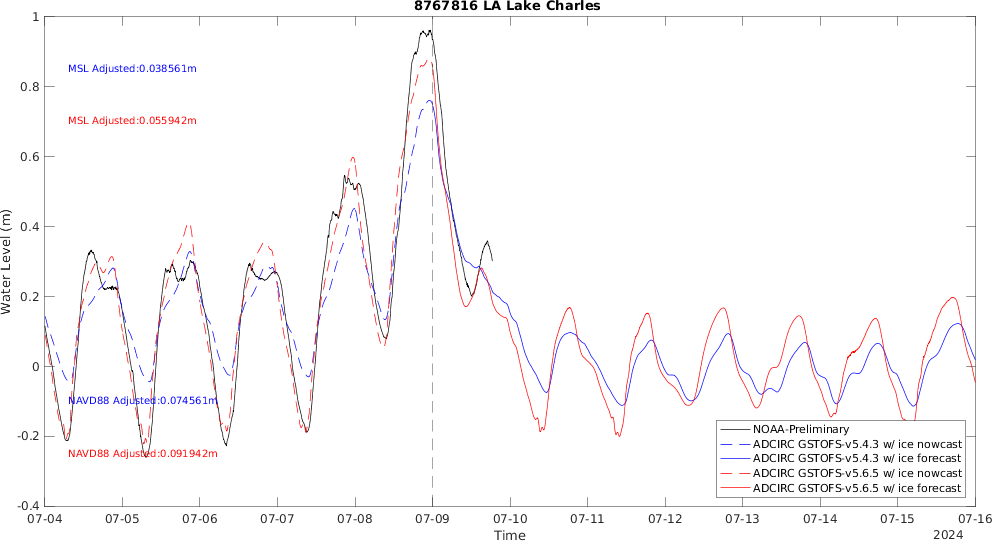 8767816 LA Lake Charles
1
0.8
0.6
0.4
0.2
0
-0.2
-0.4
Water Level (m)
MSL Adjusted:0.038561m
MSL Adjusted:0.055942m
NAVD88 Adjusted:0.074561m
NAVD88 Adjusted:0.091942m
NOAA-Preliminary
ADCIRC GSTOFS-v5.4.3 w/ ice nowcast
ADCIRC GSTOFS-v5.4.3 w/ ice forecast
ADCIRC GSTOFS-v5.6.5 w/ ice nowcast
ADCIRC GSTOFS-v5.6.5 w/ ice forecast
07-04 07-05 07-06 07-07 07-08 07-09 07-10 07-11 07-12 07-13 07-14 07-15 07-16
Time
2024